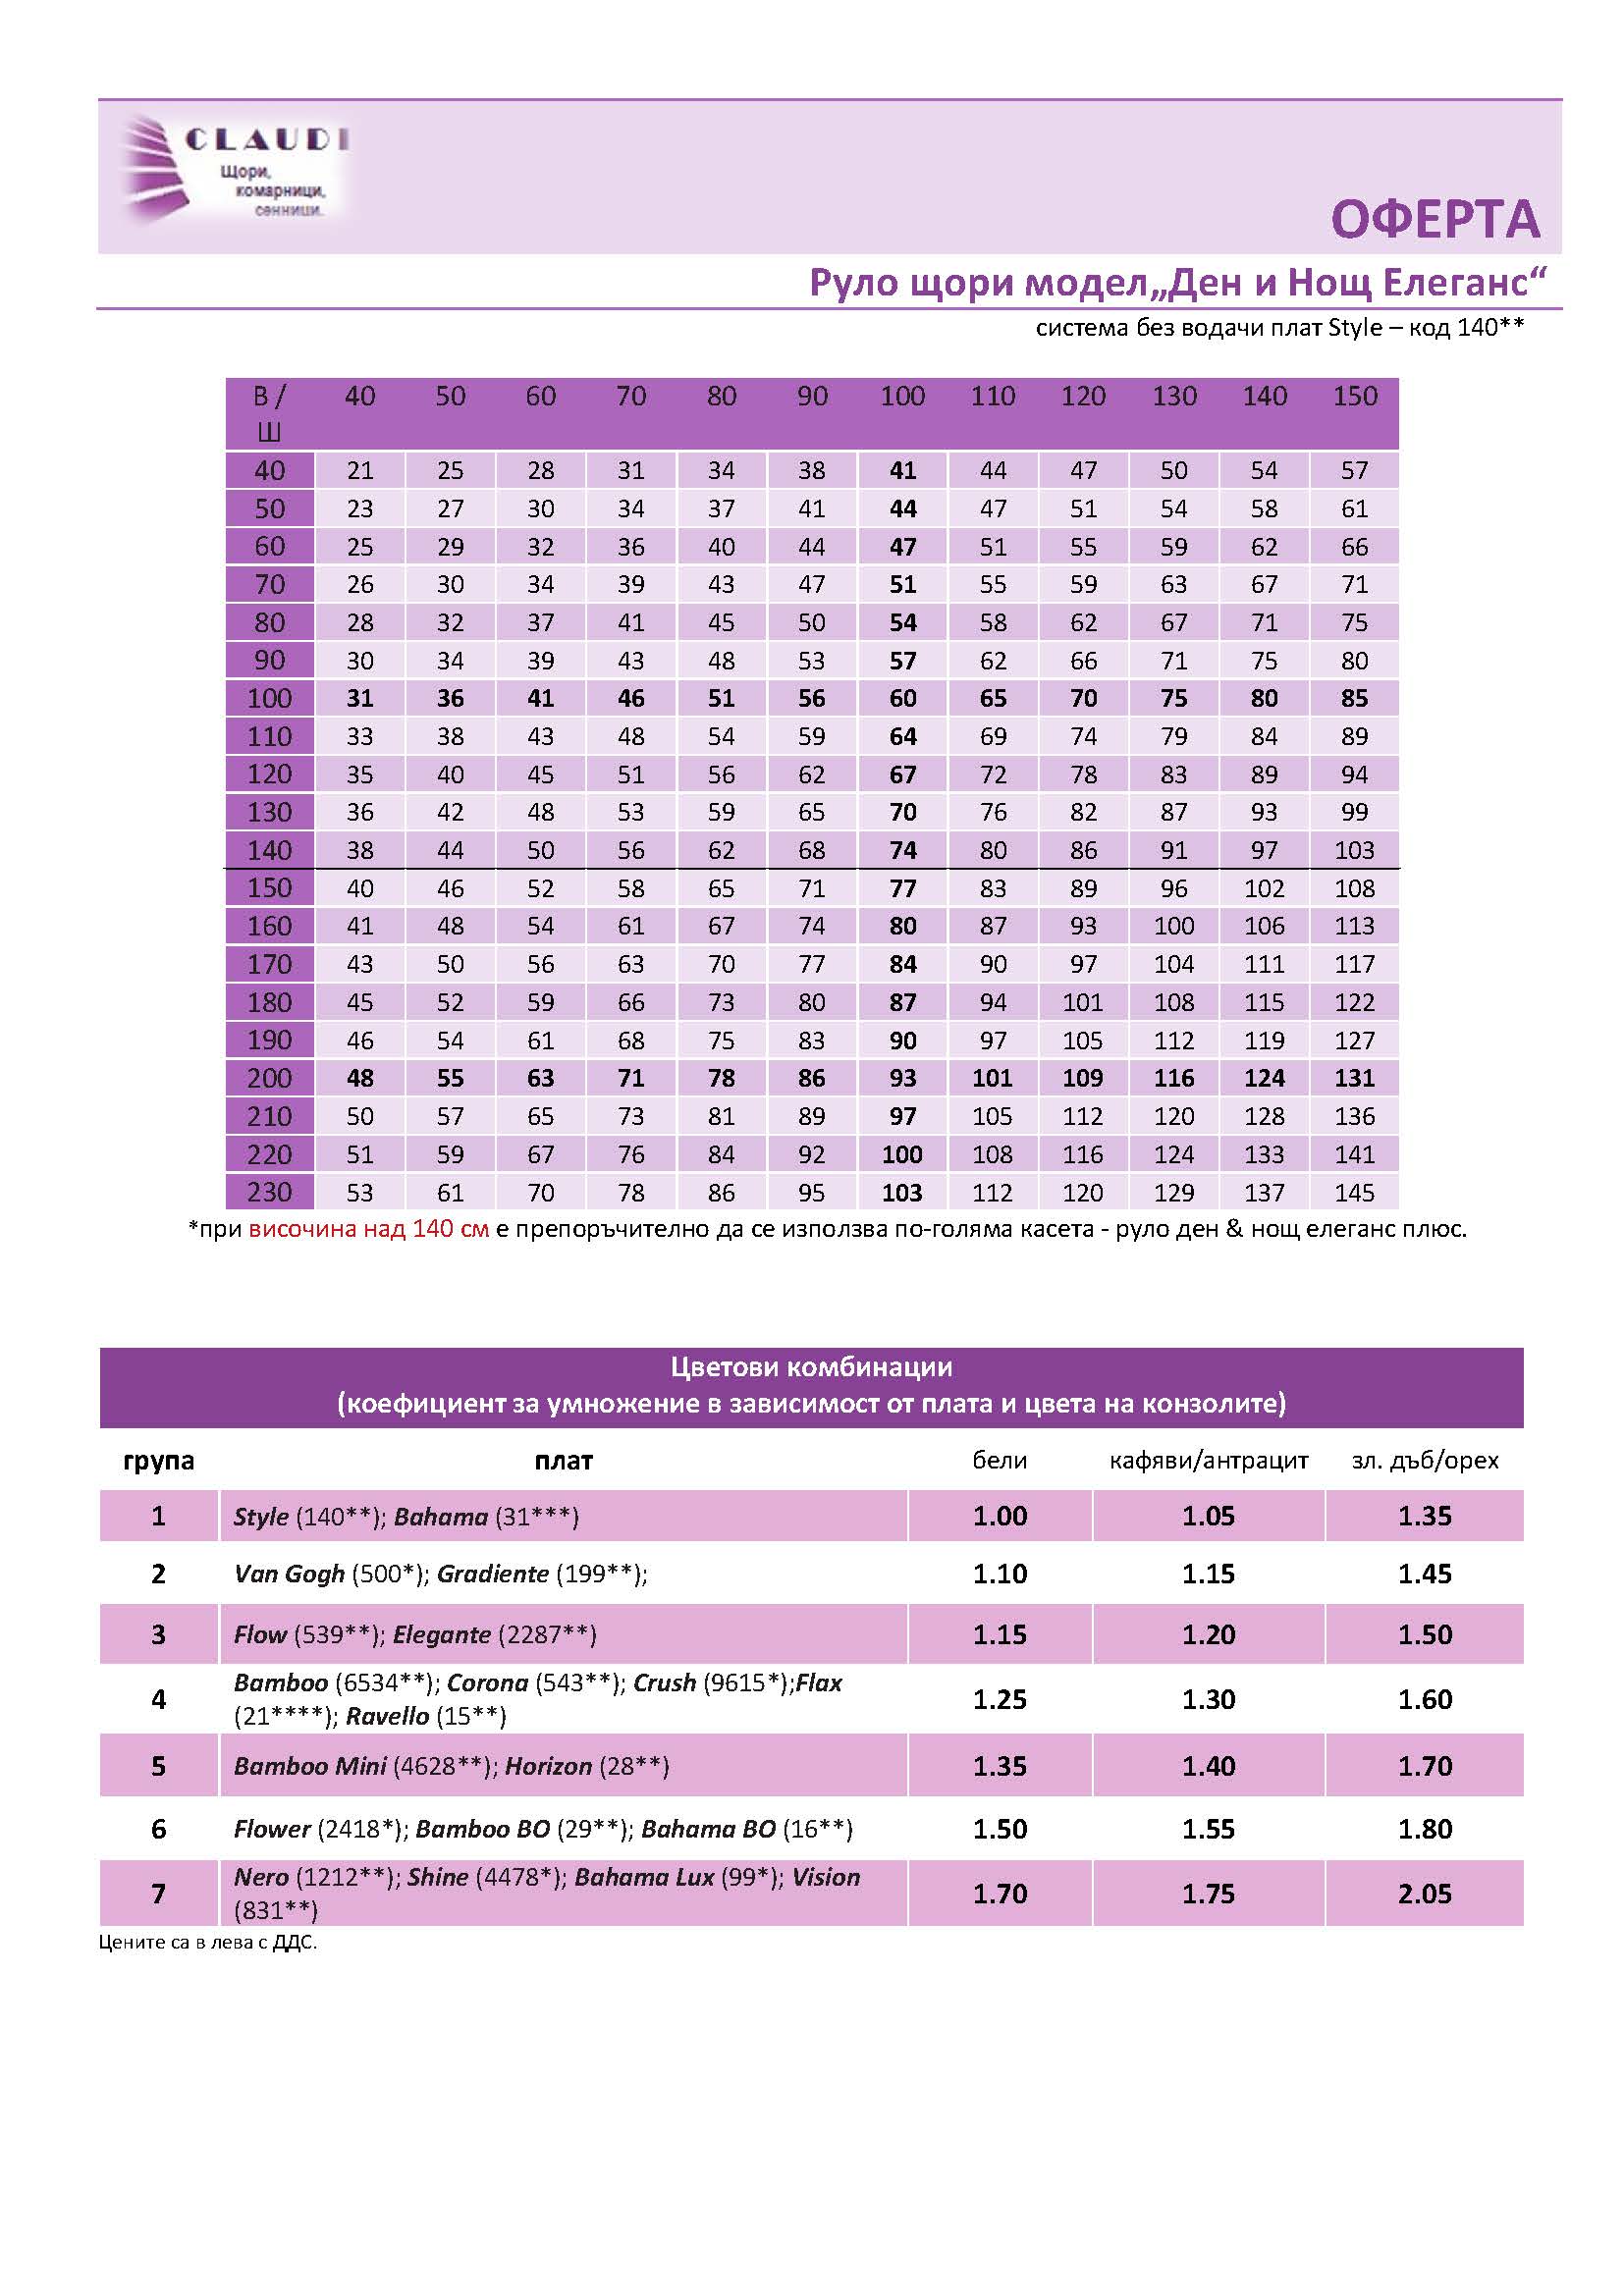 CLAUDI
Щори,
комарници,
сенници.
ОФЕРТА
Руло щори модел„Ден и Нощ Елеганс“
система без водачи плат Style – код 140**
В / 40 50 60 70 80 90 100 110 120 130 140 150
Ш
40 21 25 28 31 34 38 41 44 47 50 54 57
50 23 27 30 34 37 41 44 47 51 54 58 61
60 25 29 32 36 40 44 47 51 55 59 62 66
70 26 30 34 39 43 47 51 55 59 63 67 71
80 28 32 37 41 45 50 54 58 62 67 71 75
90 30 34 39 43 48 53 57 62 66 71 75 80
100 31 36 41 46 51 56 60 65 70 75 80 85
110 33 38 43 48 54 59 64 69 74 79 84 89
120 35 40 45 51 56 62 67 72 78 83 89 94
130 36 42 48 53 59 65 70 76 82 87 93 99
140 38 44 50 56 62 68 74 80 86 91 97 103
150 40 46 52 58 65 71 77 83 89 96 102 108
160 41 48 54 61 67 74 80 87 93 100 106 113
170 43 50 56 63 70 77 84 90 97 104 111 117
180 45 52 59 66 73 80 87 94 101 108 115 122
190 46 54 61 68 75 83 90 97 105 112 119 127
200 48 55 63 71 78 86 93 101 109 116 124 131
210 50 57 65 73 81 89 97 105 112 120 128 136
220 51 59 67 76 84 92 100 108 116 124 133 141
230 53 61 70 78 86 95 103 112 120 129 137 145
*при височина над 140 см е препоръчително да се използва по-голяма касета - руло ден & нощ елеганс плюс.
Цветови комбинации
(коефициент за умножение в зависимост от плата и цвета на конзолите)
група плат бели кафяви/антрацит зл. дъб/орех
1 Style (140**); Bahama (31***) 1.00 1.05 1.35
2 Van Gogh (500*); Gradiente (199**); 1.10 1.15 1.45
3 Flow (539**); Elegante (2287**) 1.15 1.20 1.50
4 Bamboo (6534**); Corona (543**); Crush (9615*);Flax 1.25 1.30 1.60
(21****); Ravello (15**)
5 Bamboo Mini (4628**); Horizon (28**) 1.35 1.40 1.70
6 Flower (2418*); Bamboo BO (29**); Bahama BO (16**) 1.50 1.55 1.80
7 Nero (1212**); Shine (4478*); Bahama Lux (99*); Vision 1.70 1.75 2.05
(831**)
Цените са в лева с ДДС.